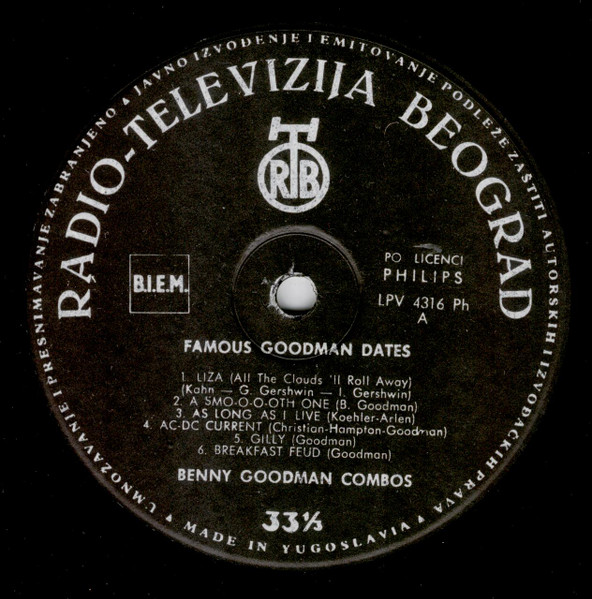 UMNOŽAVANJE I PRESNIMAVANJE ZABRANJENO ▲ JAVNO IZVOĐENJE I EMITOVANJE PODLEŽE ZAŠTITI AUTORSKIH I IZVOĐAČKIH PRAVA ▲
RADIO-TELEVIZIJA BEOGRAD
RTB
B.I.E.M.
PO LICENCI
PHILIPS
LPV 4316 Ph
A
FAMOUS GOODMAN DATES
1. LIZA (All The Clouds 'll Roll Away)
(Kahn — G. Gershwin — I. Gershwin)
2. A SMO-O-O-OTH ONE (B. Goodman)
3. AS LONG AS I LIVE (Koehler-Arlen)
4. AC-DC CURRENT (Christian-Hampton-Goodman)
5. GILLY (Goodman)
6. BREAKFAST FEUD (Goodman)
BENNY GOODMAN COMBOS
33⅓
▲ MADE IN YUGOSLAVIA ▲